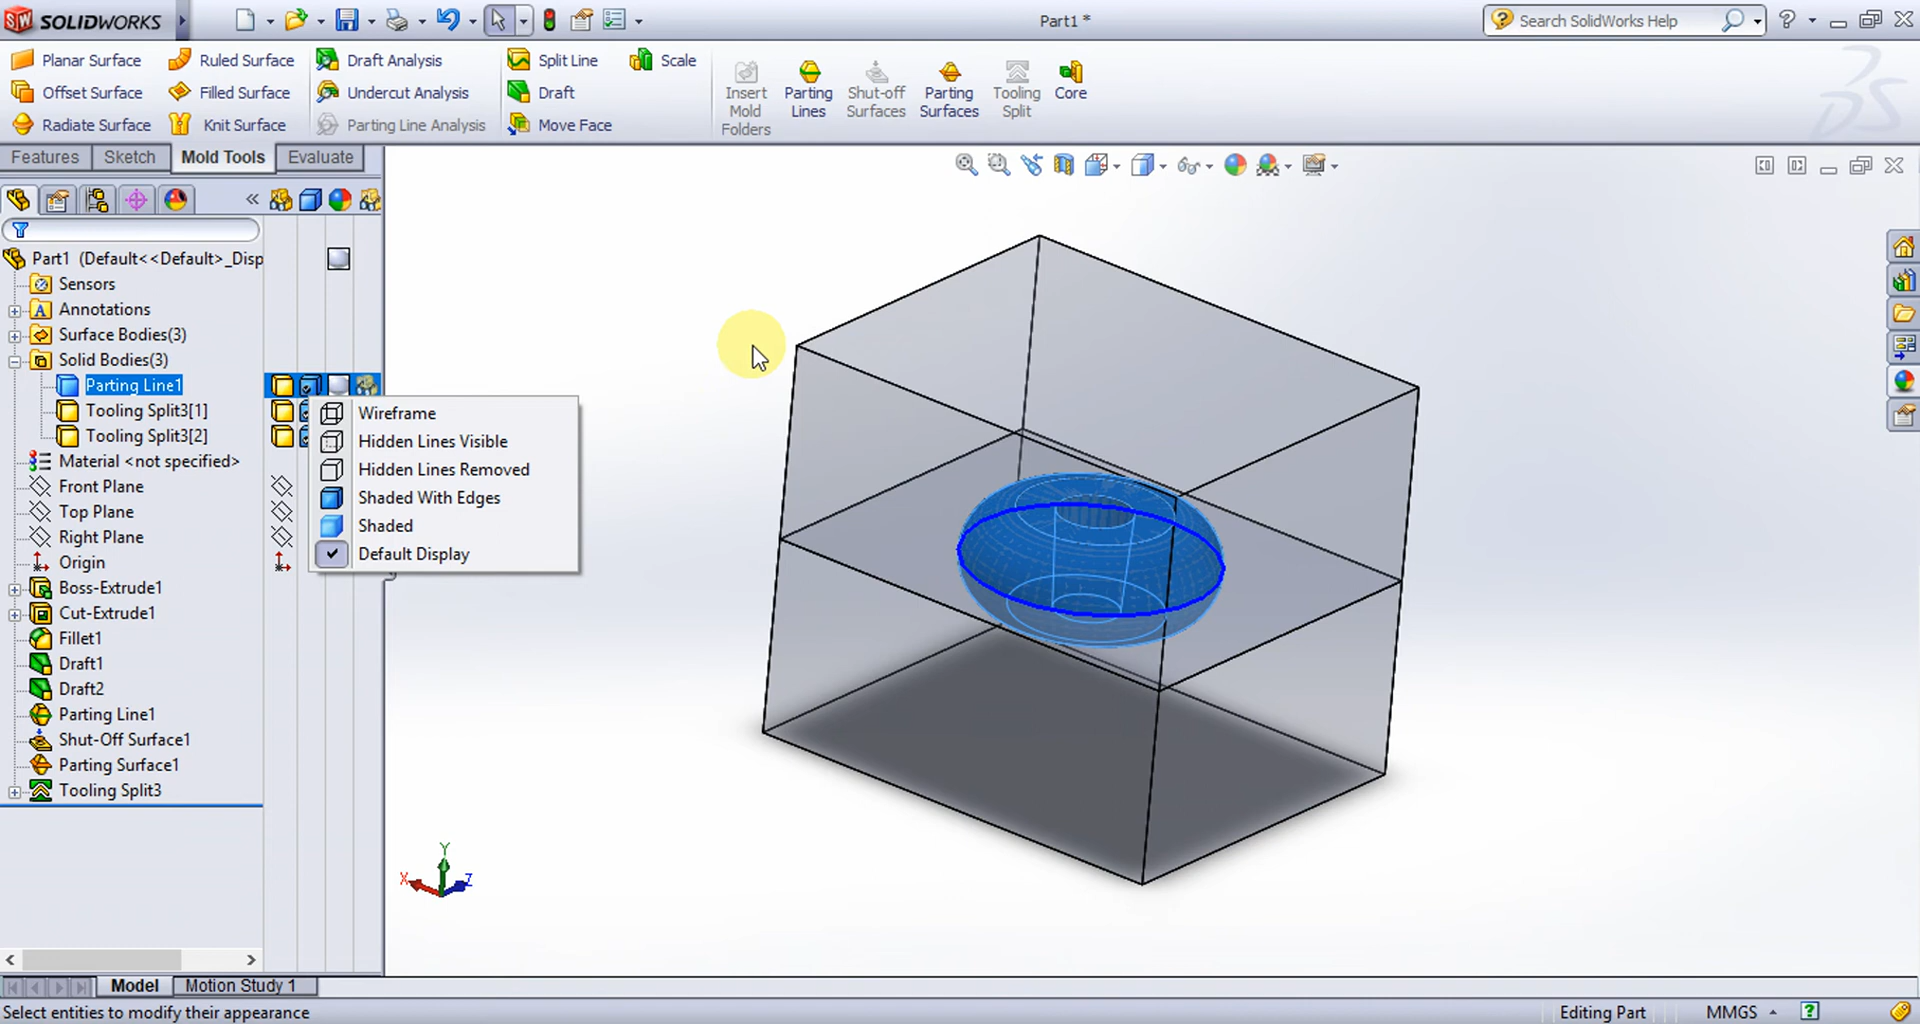 SOLIDWORKS
Part1 *
Search SolidWorks Help
Planar Surface
Ruled Surface
Draft Analysis
Split Line
Scale
Offset Surface
Filled Surface
Undercut Analysis
Draft
Radiate Surface
Knit Surface
Parting Line Analysis
Move Face
Insert
Mold
Folders
Parting
Lines
Shut-off
Surfaces
Parting
Surfaces
Tooling
Split
Core
Features
Sketch
Mold Tools
Evaluate
Part1 (Default<<Default>_Disp
Sensors
Annotations
Surface Bodies(3)
Solid Bodies(3)
Parting Line1
Tooling Split3[1]
Tooling Split3[2]
Material <not specified>
Front Plane
Top Plane
Right Plane
Origin
Boss-Extrude1
Cut-Extrude1
Fillet1
Draft1
Draft2
Parting Line1
Shut-Off Surface1
Parting Surface1
Tooling Split3
Wireframe
Hidden Lines Visible
Hidden Lines Removed
Shaded With Edges
Shaded
Default Display
Y
X
Z
Model
Motion Study 1
Select entities to modify their appearance
Editing Part
MMGS